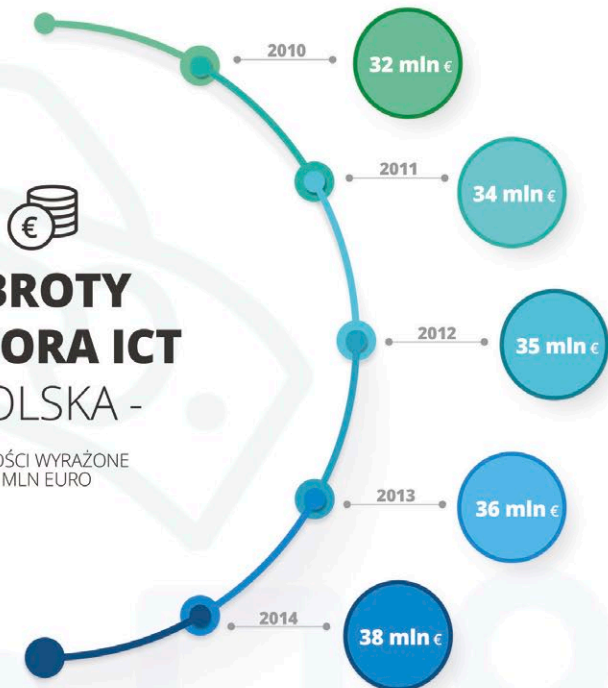 2010
32 mln €
2011
34 mln €
€
BROTY
ORA ICT
2012
35 mln €
OLSKA -
OŚCI WYRAŻONE
MLN EURO
2013
36 mln €
2014
38 mln €